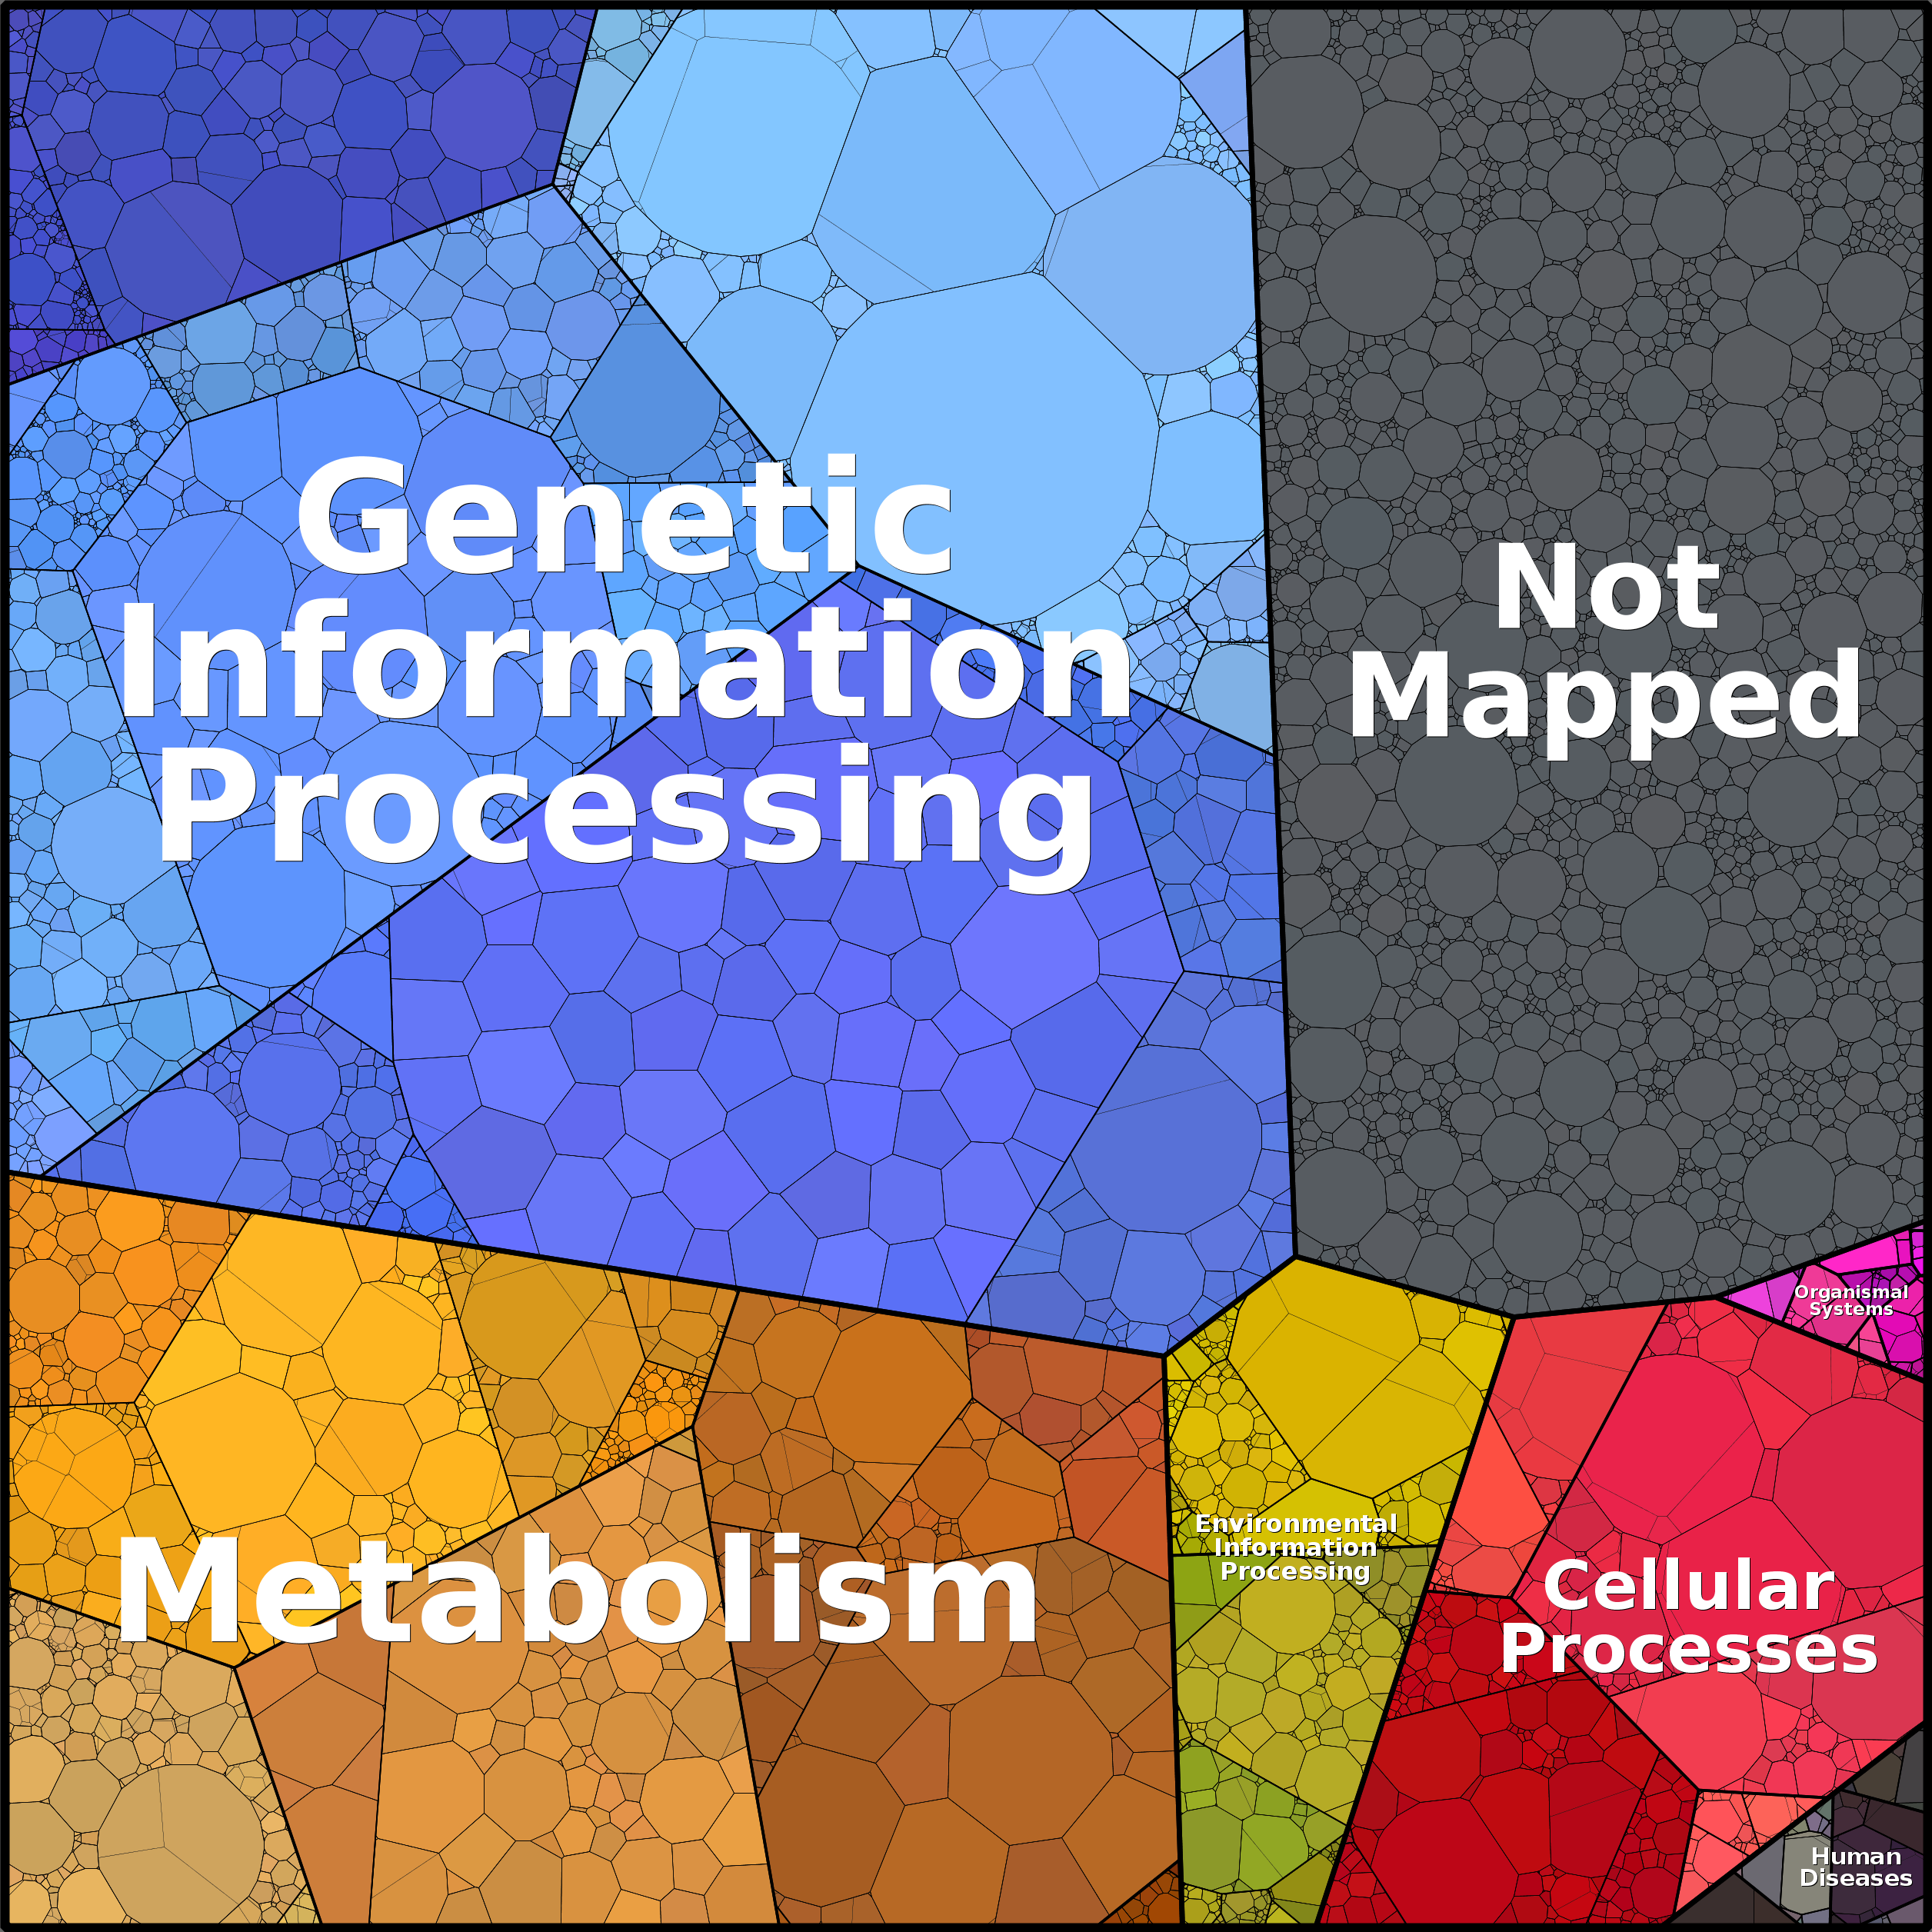 Genetic
Information
Processing
Not
Mapped
Organismal
Systems
Metabolism
Environmental
Information
Processing
Cellular
Processes
Human
Diseases